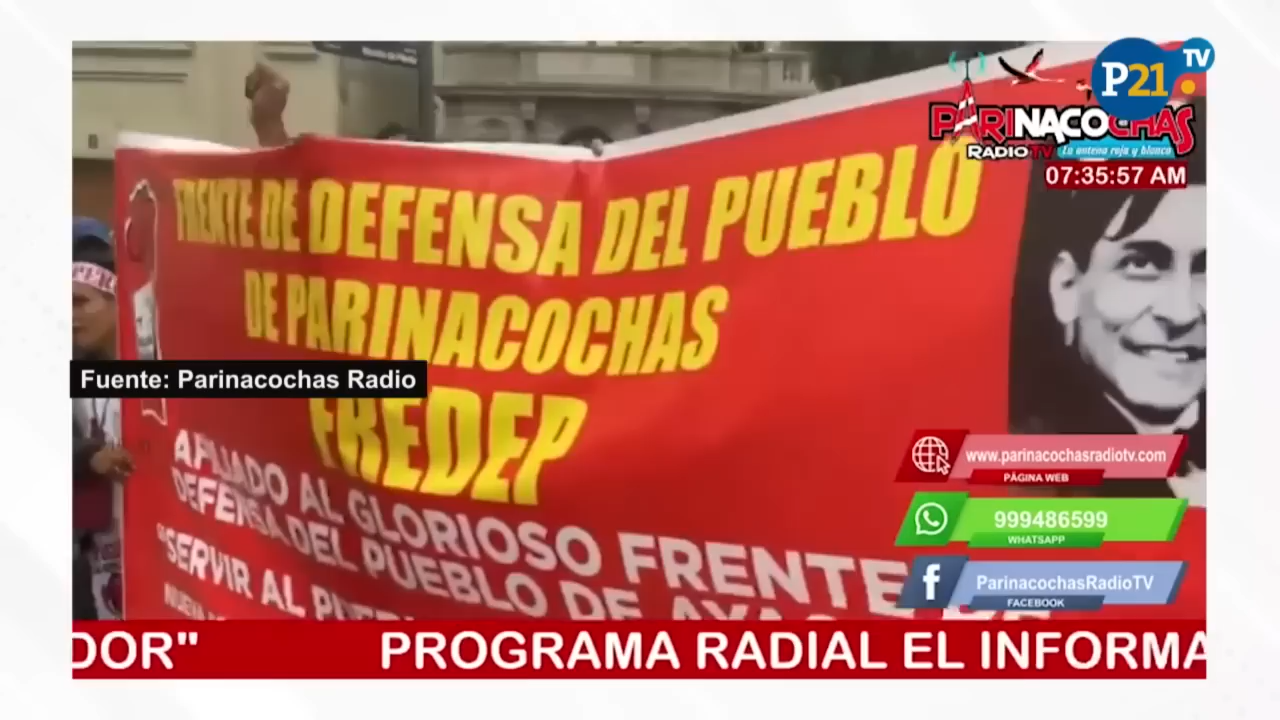 P21.TV
PARINACOCHAS
RADIO TV La antena roja y blanca
07:35:57 AM
FRENTE DE DEFENSA DEL PUEBLO
DE PARINACOCHAS
FREDEP
AFILIADO AL GLORIOSO FRENTE DE
DEFENSA DEL PUEBLO DE
SERVIR AL
Fuente: Parinacochas Radio
www.parinacochasradiotv.com
PÁGINA WEB
999486599
WHATSAPP
ParinacochasRadioTV
FACEBOOK
DOR" PROGRAMA RADIAL EL INFORMA